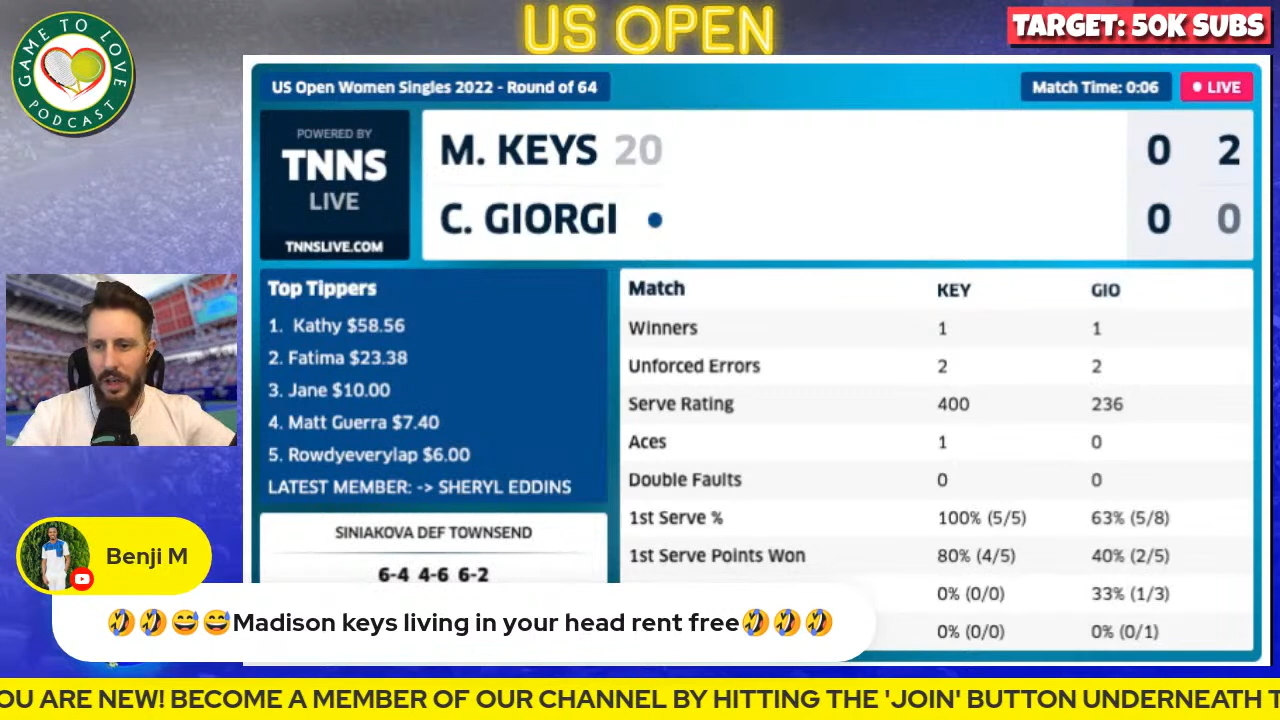 GAME TO LOVE
PODCAST
US OPEN
TARGET: 50K SUBS
US Open Women Singles 2022 - Round of 64
Match Time: 0:06
LIVE
POWERED BY
TNNS
LIVE
TNNSLIVE.COM
M. KEYS 20 0 2
C. GIORGI 0 0
Top Tippers
1. Kathy $58.56
2. Fatima $23.38
3. Jane $10.00
4. Matt Guerra $7.40
5. Rowdyeverylap $6.00
LATEST MEMBER: -> SHERYL EDDINS
SINIAKOVA DEF TOWNSEND
6-4 4-6 6-2
Match KEY GIO
Winners 1 1
Unforced Errors 2 2
Serve Rating 400 236
Aces 1 0
Double Faults 0 0
1st Serve % 100% (5/5) 63% (5/8)
1st Serve Points Won 80% (4/5) 40% (2/5)
0% (0/0) 33% (1/3)
0% (0/0) 0% (0/1)
Benji M
🤣🤣😅😅Madison keys living in your head rent free🤣🤣🤣
OU ARE NEW! BECOME A MEMBER OF OUR CHANNEL BY HITTING THE 'JOIN' BUTTON UNDERNEATH T